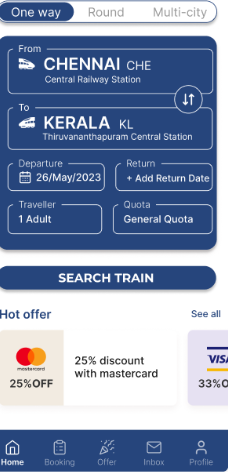 One way Round Multi-city
From
CHENNAI CHE
Central Railway Station
To
KERALA KL
Thiruvananthapuram Central Station
Departure Return
26/May/2023 + Add Return Date
Traveller Quota
1 Adult General Quota
SEARCH TRAIN
Hot offer See all
mastercard
25%OFF
25% discount
with mastercard
VIS
33%O
Home Booking Offer Inbox Profile